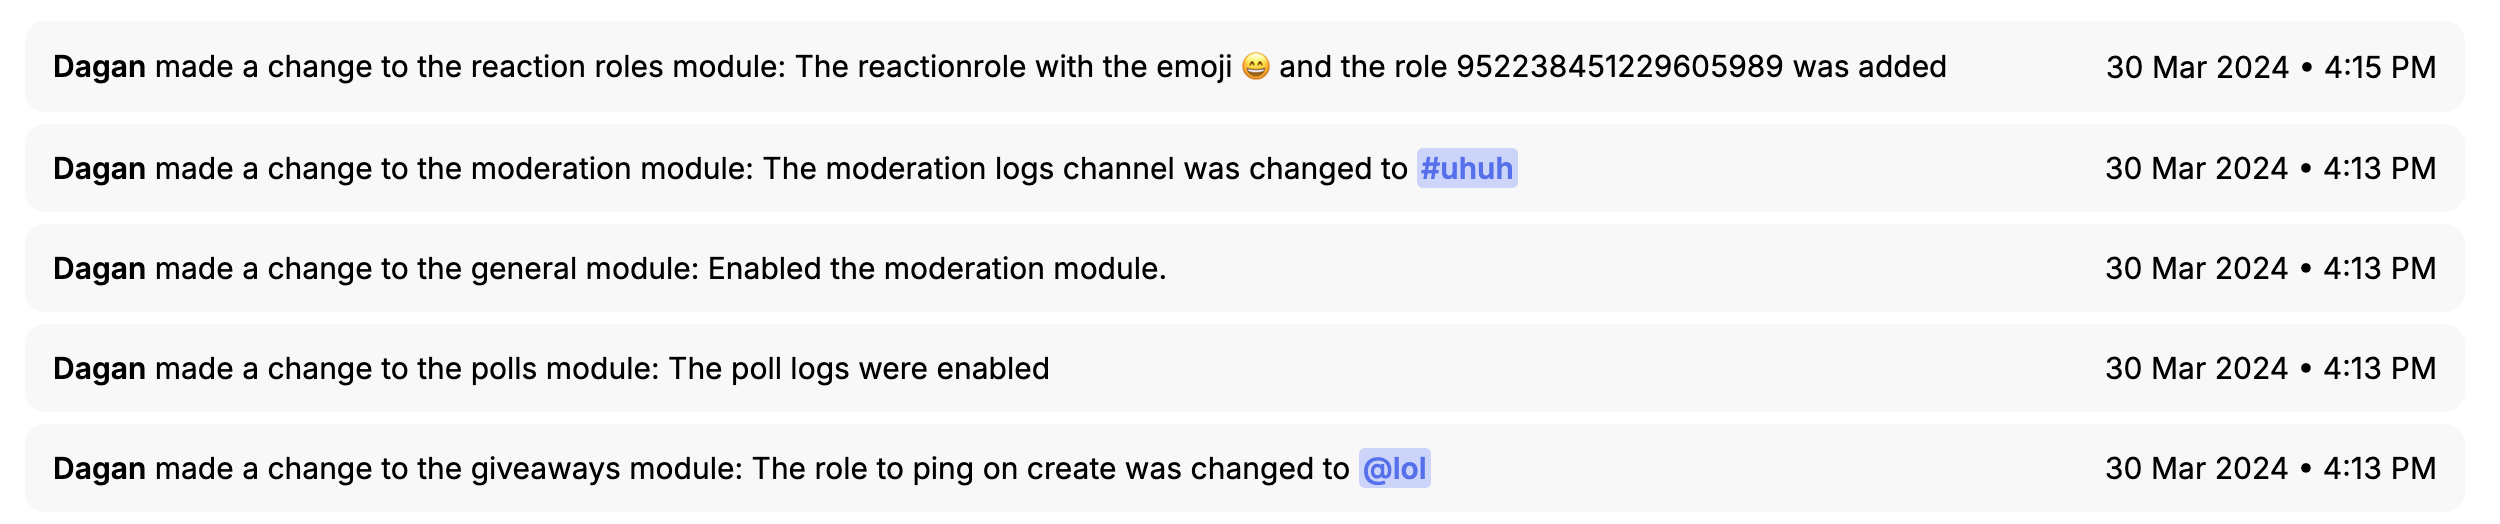 Dagan made a change to the reaction roles module: The reactionrole with the emoji 😄 and the role 952238451229605989 was added 30 Mar 2024 • 4:15 PM
Dagan made a change to the moderation module: The moderation logs channel was changed to #uhuh 30 Mar 2024 • 4:13 PM
Dagan made a change to the general module: Enabled the moderation module. 30 Mar 2024 • 4:13 PM
Dagan made a change to the polls module: The poll logs were enabled 30 Mar 2024 • 4:13 PM
Dagan made a change to the giveaways module: The role to ping on create was changed to @lol 30 Mar 2024 • 4:13 PM